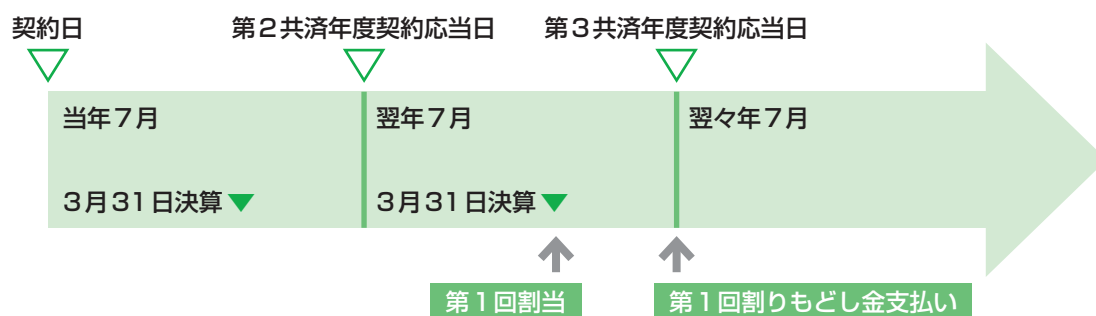 契約日
第2共済年度契約応当日
第3共済年度契約応当日
当年7月
翌年7月
翌々年7月
3月31日決算
3月31日決算
第1回割当
第1回割りもどし金支払い